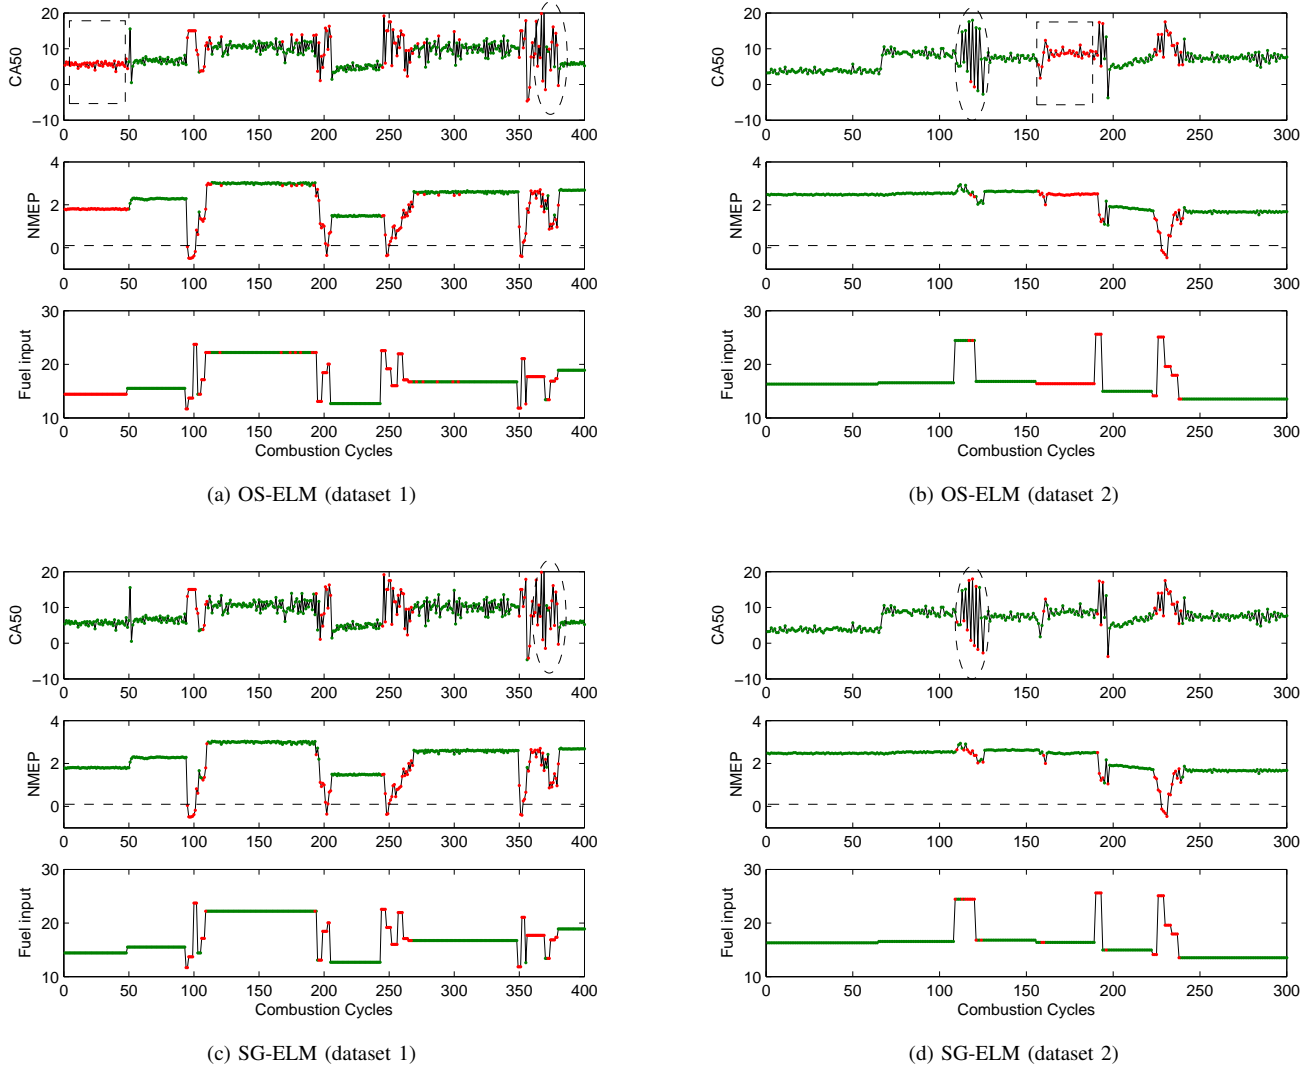 20
10
0
−10
CA50
0 50 100 150 200 250 300 350 400
4
2
0
NMEP
0 50 100 150 200 250 300 350 400
30
20
10
Fuel input
0 50 100 150 200 250 300 350 400
Combustion Cycles
(a) OS-ELM (dataset 1)
20
10
0
−10
CA50
0 50 100 150 200 250 300
4
2
0
NMEP
0 50 100 150 200 250 300
30
20
10
Fuel input
0 50 100 150 200 250 300
Combustion Cycles
(b) OS-ELM (dataset 2)
20
10
0
−10
CA50
0 50 100 150 200 250 300 350 400
4
2
0
NMEP
0 50 100 150 200 250 300 350 400
30
20
10
Fuel input
0 50 100 150 200 250 300 350 400
Combustion Cycles
(c) SG-ELM (dataset 1)
20
10
0
−10
CA50
0 50 100 150 200 250 300
4
2
0
NMEP
0 50 100 150 200 250 300
30
20
10
Fuel input
0 50 100 150 200 250 300
Combustion Cycles
(d) SG-ELM (dataset 2)